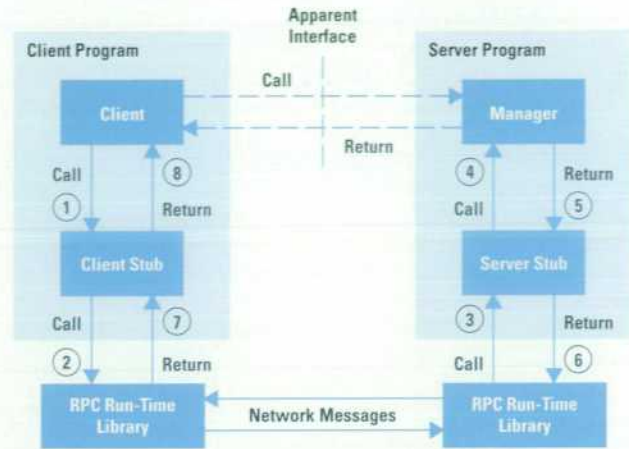 Apparent
Interface
Client Program
Server Program
Call
Client
Manager
Return
Call
8
4
Return
1
Return
Call
5
Client Stub
Server Stub
Call
7
3
Return
2
Return
Call
6
RPC Run-Time
Library
Network Messages
RPC Run-Time
Library